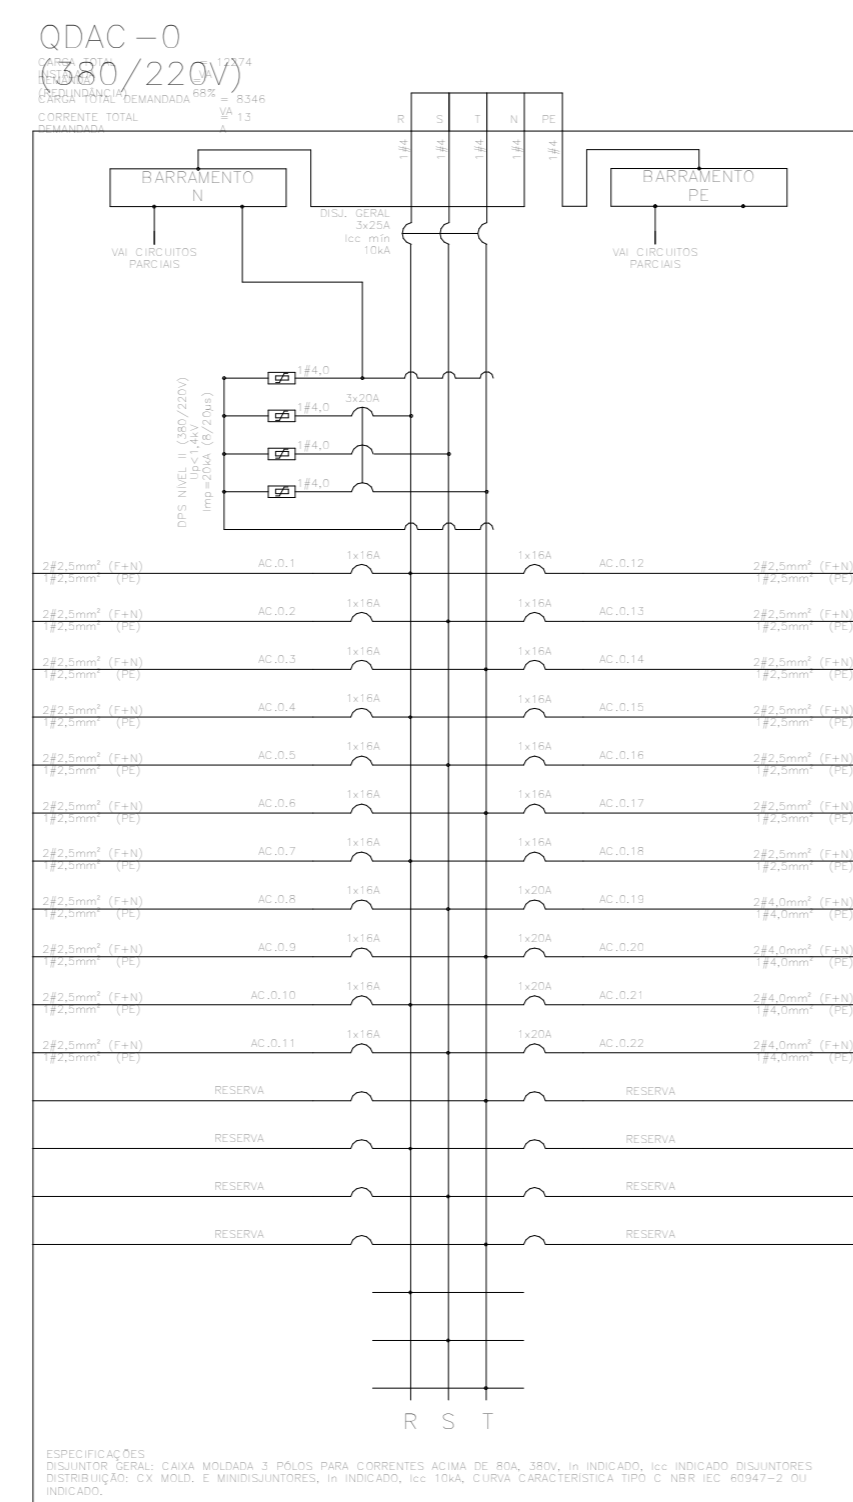 QDAC-0
(380/220V)
CARGA TOTAL = 12274
INSTALADA VA
DEMANDA =
(REDUNDÂNCIA) 68%
CARGA TOTAL DEMANDADA = 8346
VA
CORRENTE TOTAL = 13
DEMANDADA A
R S T N PE
1#4 1#4 1#4 1#4 1#4
BARRAMENTO
N
BARRAMENTO
PE
DISJ. GERAL
3x25A
Icc mín
10kA
VAI CIRCUITOS
PARCIAIS
VAI CIRCUITOS
PARCIAIS
DPS NÍVEL II (380/220V)
Up<1,4kV
Imp=20kA (8/20µs)
1#4,0
1#4,0 3x20A
1#4,0
1#4,0
2#2,5mm² (F+N) AC.0.1 1x16A 1x16A AC.0.12 2#2,5mm² (F+N)
1#2,5mm² (PE) 1#2,5mm² (PE)
2#2,5mm² (F+N) AC.0.2 1x16A 1x16A AC.0.13 2#2,5mm² (F+N)
1#2,5mm² (PE) 1#2,5mm² (PE)
2#2,5mm² (F+N) AC.0.3 1x16A 1x16A AC.0.14 2#2,5mm² (F+N)
1#2,5mm² (PE) 1#2,5mm² (PE)
2#2,5mm² (F+N) AC.0.4 1x16A 1x16A AC.0.15 2#2,5mm² (F+N)
1#2,5mm² (PE) 1#2,5mm² (PE)
2#2,5mm² (F+N) AC.0.5 1x16A 1x16A AC.0.16 2#2,5mm² (F+N)
1#2,5mm² (PE) 1#2,5mm² (PE)
2#2,5mm² (F+N) AC.0.6 1x16A 1x16A AC.0.17 2#2,5mm² (F+N)
1#2,5mm² (PE) 1#2,5mm² (PE)
2#2,5mm² (F+N) AC.0.7 1x16A 1x16A AC.0.18 2#2,5mm² (F+N)
1#2,5mm² (PE) 1#2,5mm² (PE)
2#2,5mm² (F+N) AC.0.8 1x16A 1x20A AC.0.19 2#4,0mm² (F+N)
1#2,5mm² (PE) 1#4,0mm² (PE)
2#2,5mm² (F+N) AC.0.9 1x16A 1x20A AC.0.20 2#4,0mm² (F+N)
1#2,5mm² (PE) 1#4,0mm² (PE)
2#2,5mm² (F+N) AC.0.10 1x16A 1x20A AC.0.21 2#4,0mm² (F+N)
1#2,5mm² (PE) 1#4,0mm² (PE)
2#2,5mm² (F+N) AC.0.11 1x16A 1x20A AC.0.22 2#4,0mm² (F+N)
1#2,5mm² (PE) 1#4,0mm² (PE)
RESERVA RESERVA
RESERVA RESERVA
RESERVA RESERVA
RESERVA RESERVA
R S T
ESPECIFICAÇÕES
DISJUNTOR GERAL: CAIXA MOLDADA 3 PÓLOS PARA CORRENTES ACIMA DE 80A, 380V, In INDICADO, Icc INDICADO DISJUNTORES
DISTRIBUIÇÃO: CX MOLD. E MINIDISJUNTORES, In INDICADO, Icc 10kA, CURVA CARACTERÍSTICA TIPO C NBR IEC 60947-2 OU
INDICADO.